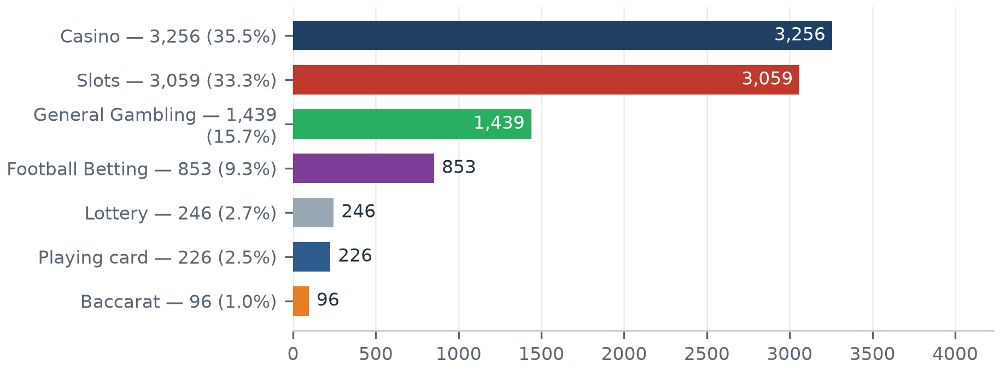 Casino — 3,256 (35.5%)
3,256
Slots — 3,059 (33.3%)
3,059
General Gambling — 1,439
(15.7%)
1,439
Football Betting — 853 (9.3%)
853
Lottery — 246 (2.7%)
246
Playing card — 226 (2.5%)
226
Baccarat — 96 (1.0%)
96
0 500 1000 1500 2000 2500 3000 3500 4000